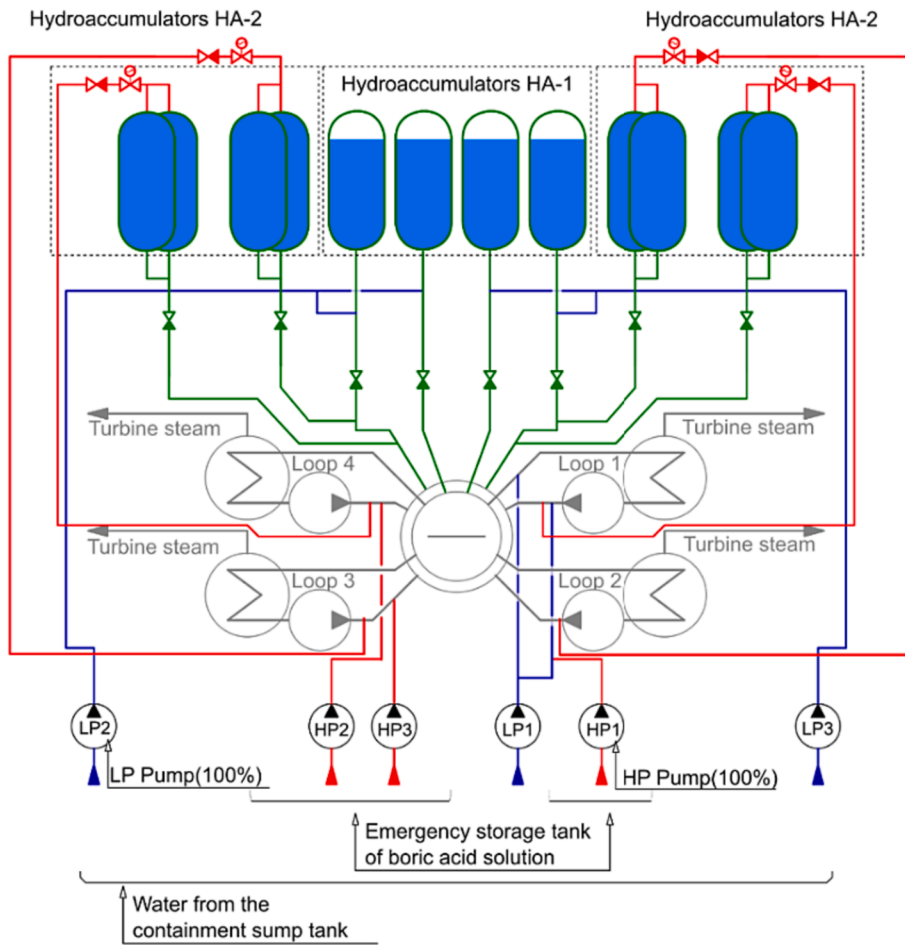 Hydroaccumulators HA-2
Hydroaccumulators HA-2
Hydroaccumulators HA-1
Turbine steam
Turbine steam
Loop 4
Loop 1
Turbine steam
Turbine steam
Loop 3
Loop 2
LP2
HP2
HP3
LP1
HP1
LP3
LP Pump(100%)
HP Pump(100%)
Emergency storage tank
of boric acid solution
Water from the
containment sump tank